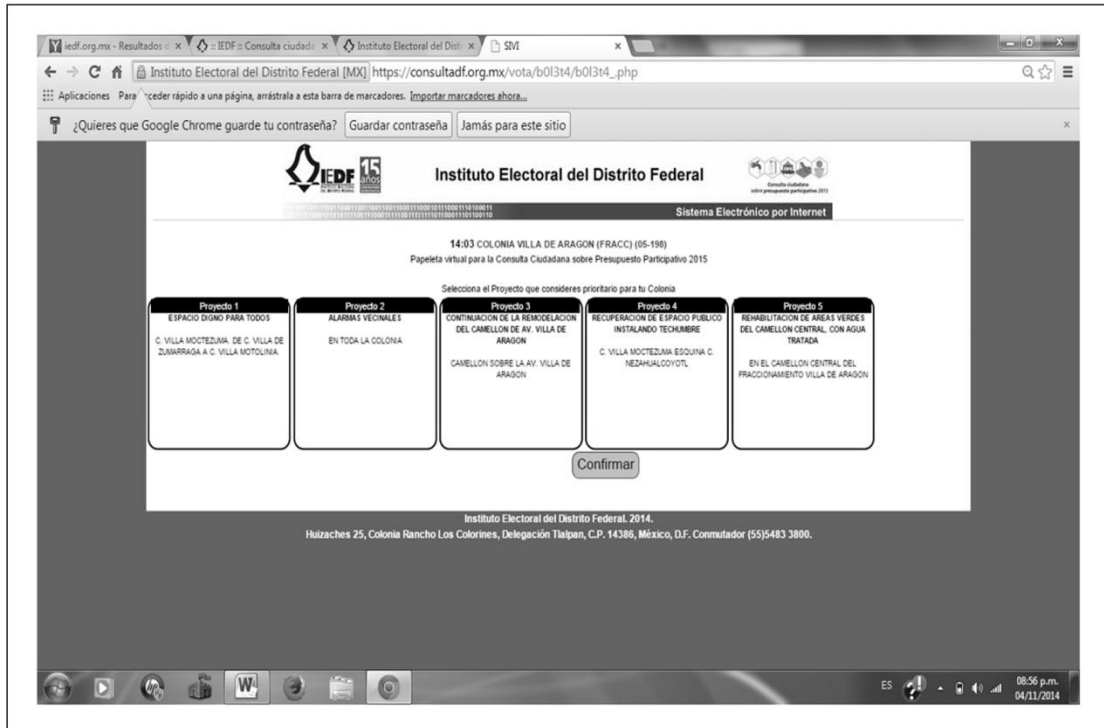 iedf.org.mx - Resultados d
:: IEDF :: Consulta ciudada
Instituto Electoral del Dist
SIVI
Instituto Electoral del Distrito Federal [MX] https://consultadf.org.mx/vota/b0l3t4/b0l3t4_.php
Aplicaciones Para acceder rápido a una página, arrástrala a esta barra de marcadores. Importar marcadores ahora...
¿Quieres que Google Chrome guarde tu contraseña? Guardar contraseña Jamás para este sitio
IEDF 15 años
Instituto Electoral del Distrito Federal
Consulta ciudadana
sobre presupuesto participativo 2015
Sistema Electrónico por Internet
14:03 COLONIA VILLA DE ARAGON (FRACC) (05-198)
Papeleta virtual para la Consulta Ciudadana sobre Presupuesto Participativo 2015
Selecciona el Proyecto que consideres prioritario para tu Colonia
Proyecto 1
ESPACIO DIGNO PARA TODOS
C. VILLA MOCTEZUMA, DE C. VILLA DE
ZUMARRAGA A C. VILLA MOTOLINIA.
Proyecto 2
ALARMAS VECINALES
EN TODA LA COLONIA
Proyecto 3
CONTINUACION DE LA REMODELACION
DEL CAMELLON DE AV. VILLA DE
ARAGON
CAMELLON SOBRE LA AV. VILLA DE
ARAGON
Proyecto 4
RECUPERACION DE ESPACIO PUBLICO
INSTALANDO TECHUMBRE
C. VILLA MOCTEZUMA ESQUINA C.
NEZAHUALCOYOTL
Proyecto 5
REHABILITACION DE AREAS VERDES
DEL CAMELLON CENTRAL, CON AGUA
TRATADA
EN EL CAMELLON CENTRAL DEL
FRACCIONAMIENTO VILLA DE ARAGON
Confirmar
Instituto Electoral del Distrito Federal. 2014.
Huizaches 25, Colonia Rancho Los Colorines, Delegación Tlalpan, C.P. 14386, México, D.F. Conmutador (55)5483 3800.
ES
08:56 p.m.
04/11/2014